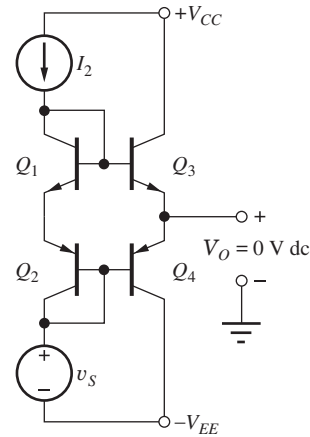 +V_CC
I_2
Q_1
Q_3
+
V_O = 0 V dc
Q_2
Q_4
−
+
v_S
−
−V_EE